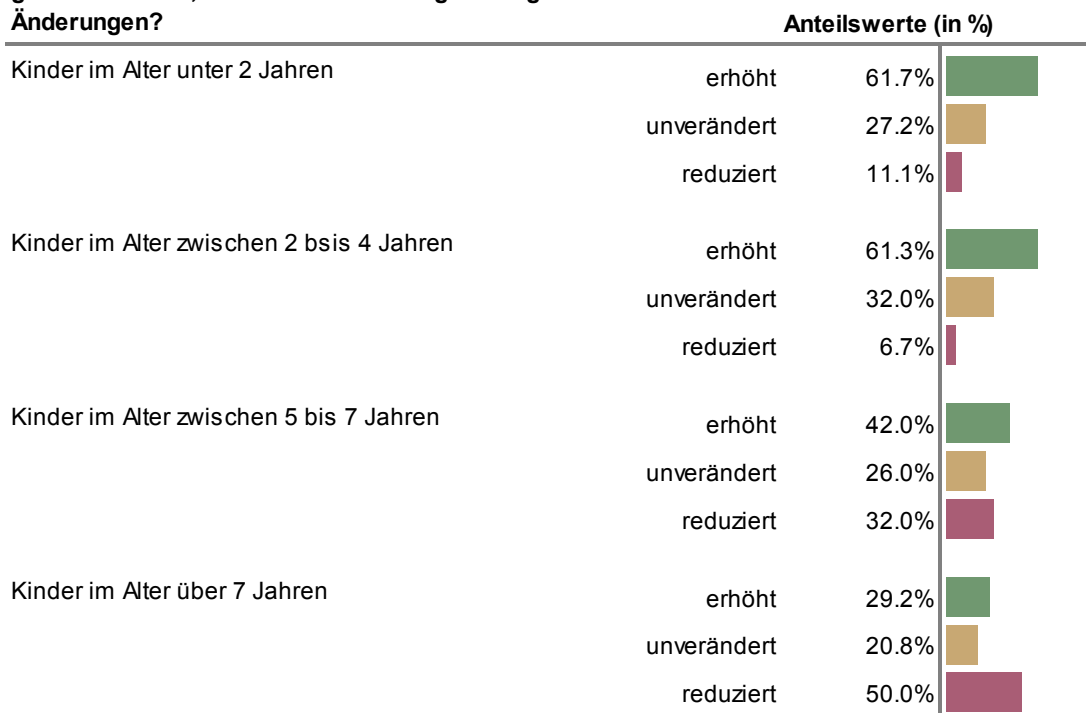 Änderungen? Anteilswerte (in %)
Kinder im Alter unter 2 Jahren erhöht 61.7%
unverändert 27.2%
reduziert 11.1%
Kinder im Alter zwischen 2 bsis 4 Jahren erhöht 61.3%
unverändert 32.0%
reduziert 6.7%
Kinder im Alter zwischen 5 bis 7 Jahren erhöht 42.0%
unverändert 26.0%
reduziert 32.0%
Kinder im Alter über 7 Jahren erhöht 29.2%
unverändert 20.8%
reduziert 50.0%